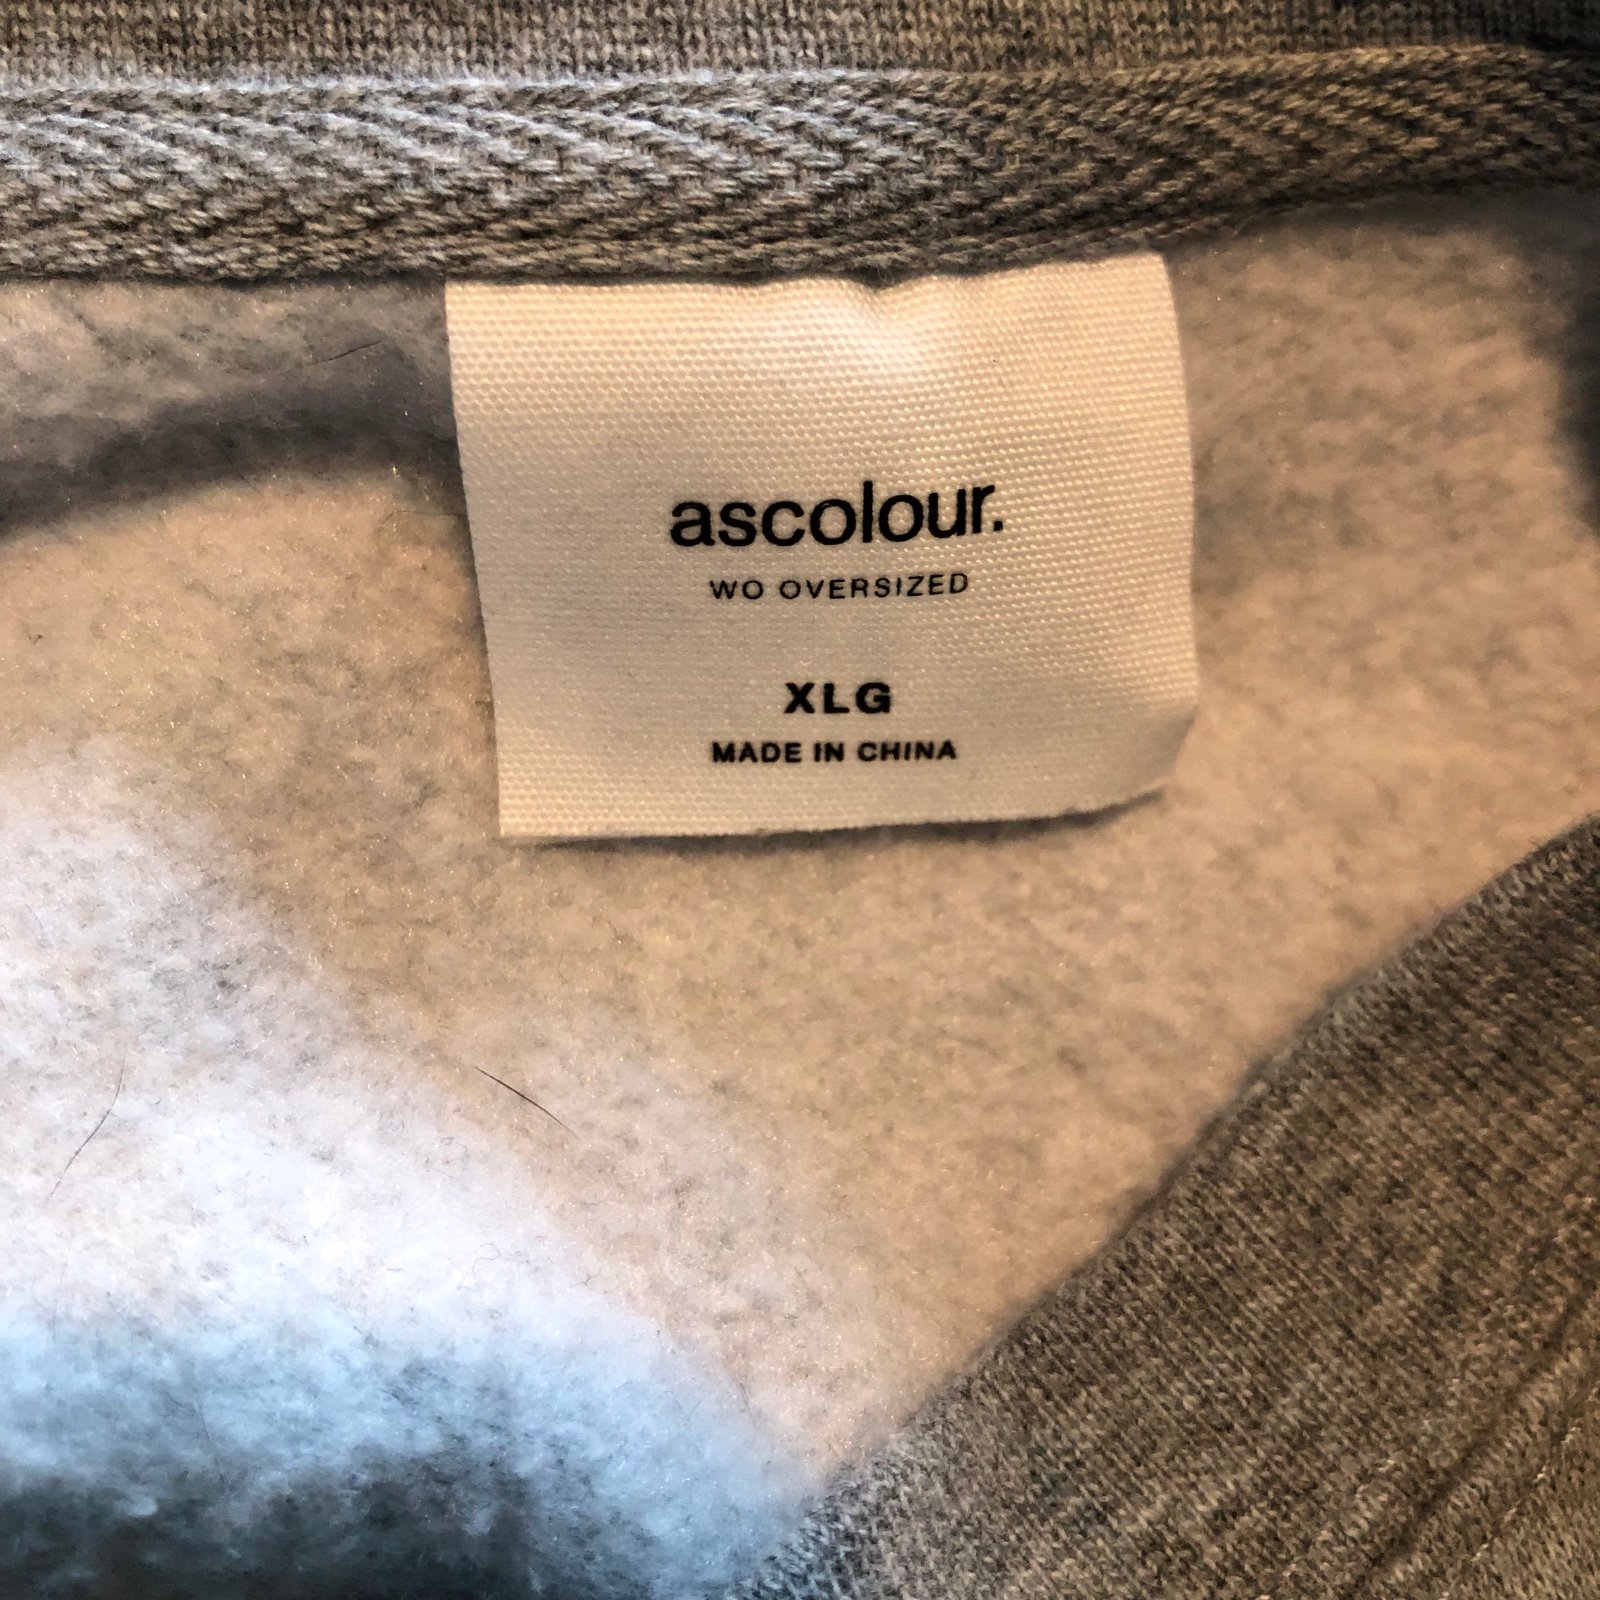 ascolour.
WO OVERSIZED
XLG
MADE IN CHINA